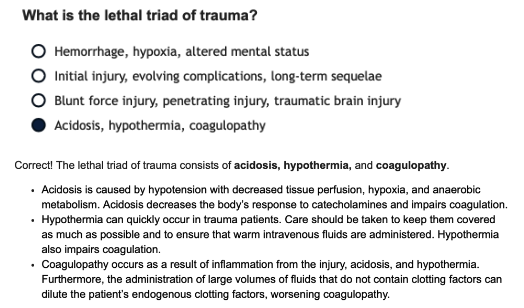 What is the lethal triad of trauma?
Hemorrhage, hypoxia, altered mental status
Initial injury, evolving complications, long-term sequelae
Blunt force injury, penetrating injury, traumatic brain injury
Acidosis, hypothermia, coagulopathy
Correct! The lethal triad of trauma consists of acidosis, hypothermia, and coagulopathy.
• Acidosis is caused by hypotension with decreased tissue perfusion, hypoxia, and anaerobic
metabolism. Acidosis decreases the body's response to catecholamines and impairs coagulation.
• Hypothermia can quickly occur in trauma patients. Care should be taken to keep them covered
as much as possible and to ensure that warm intravenous fluids are administered. Hypothermia
also impairs coagulation.
• Coagulopathy occurs as a result of inflammation from the injury, acidosis, and hypothermia.
Furthermore, the administration of large volumes of fluids that do not contain clotting factors can
dilute the patient's endogenous clotting factors, worsening coagulopathy.